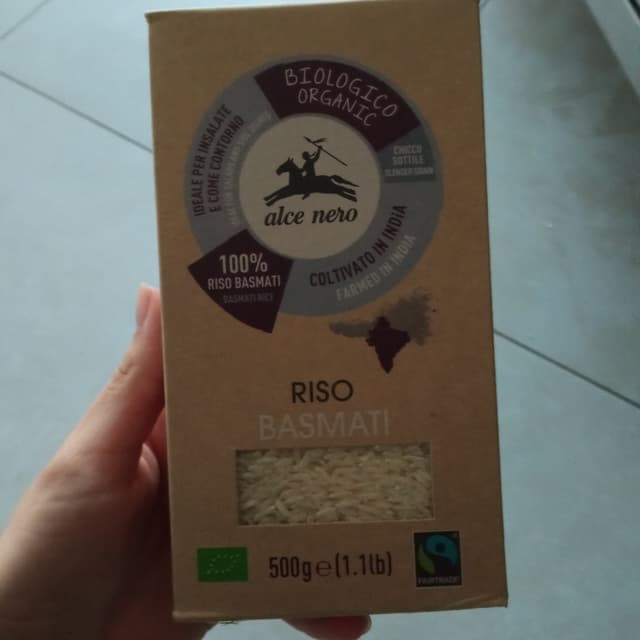 BIOLOGICO
ORGANIC
IDEALE PER INSALATE
E COME CONTORNO
CHICCO
SOTTILE
SLENDER GRAIN
alce nero
100%
RISO BASMATI
BASMATI RICE
COLTIVATO IN INDIA
FARMED IN INDIA
RISO
BASMATI
500g e (1.1lb)
FAIRTRADE